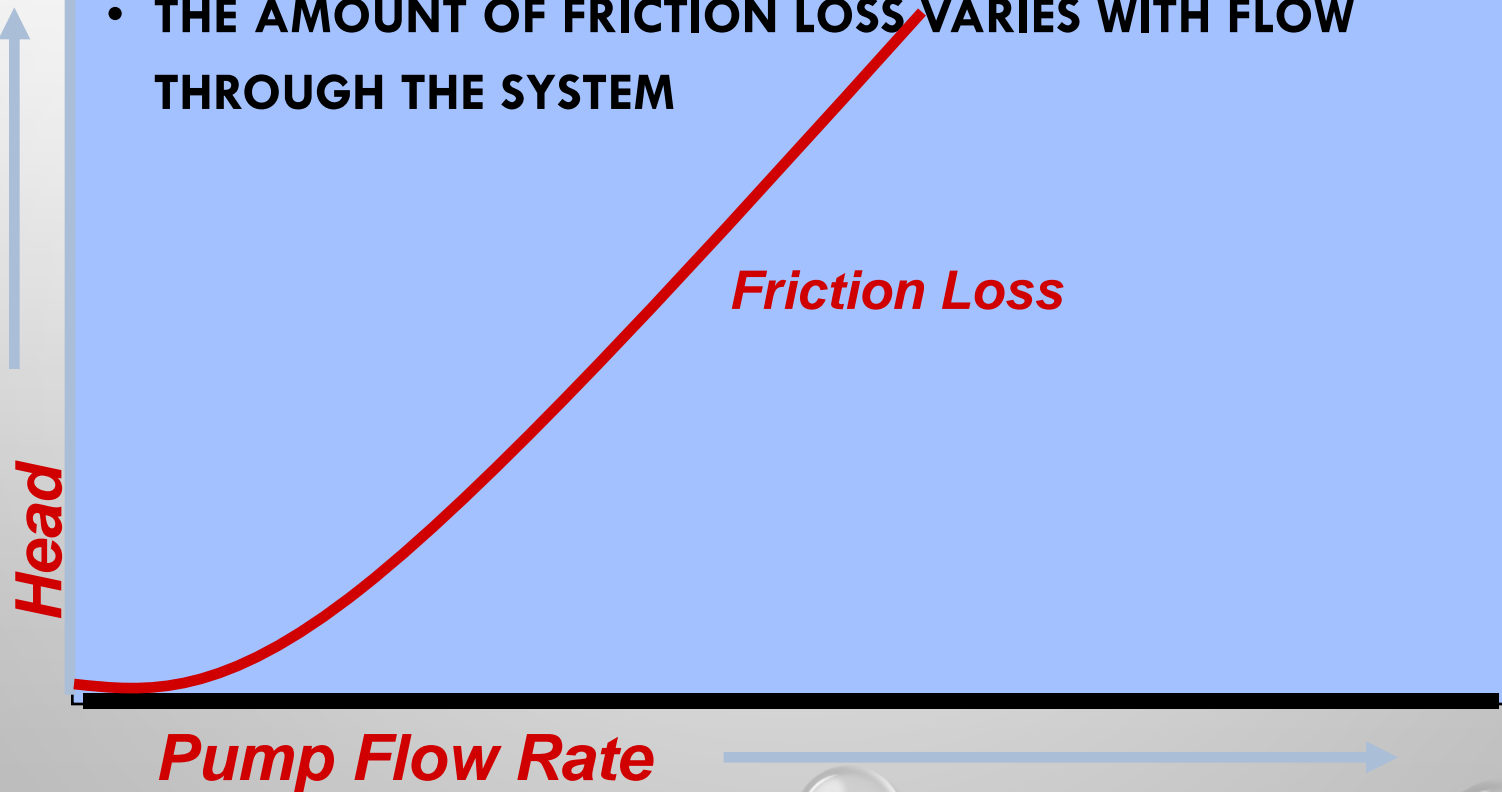 • THE AMOUNT OF FRICTION LOSS VARIES WITH FLOW
THROUGH THE SYSTEM
Friction Loss
Head
Pump Flow Rate